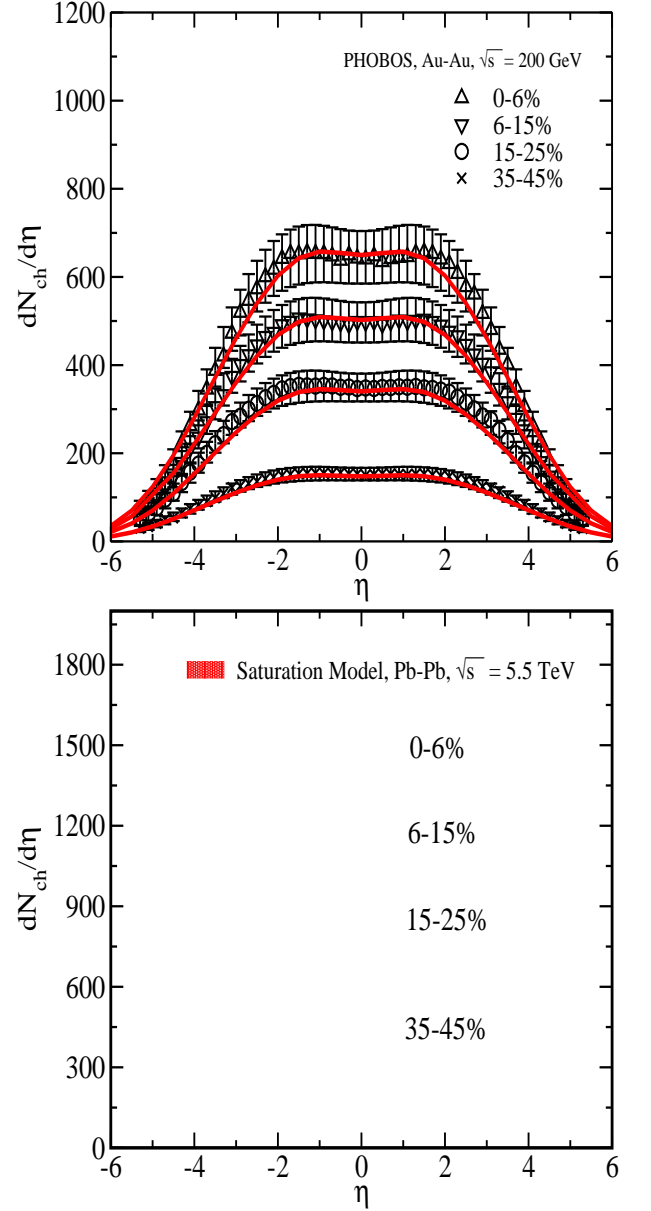 1200
1000
800
600
400
200
0
dN_ch/dη
PHOBOS, Au-Au, √s = 200 GeV
0-6%
6-15%
15-25%
35-45%
-6 -4 -2 0 2 4 6
η
1800
1500
1200
900
600
300
0
dN_ch/dη
Saturation Model, Pb-Pb, √s = 5.5 TeV
0-6%
6-15%
15-25%
35-45%
-6 -4 -2 0 2 4 6
η